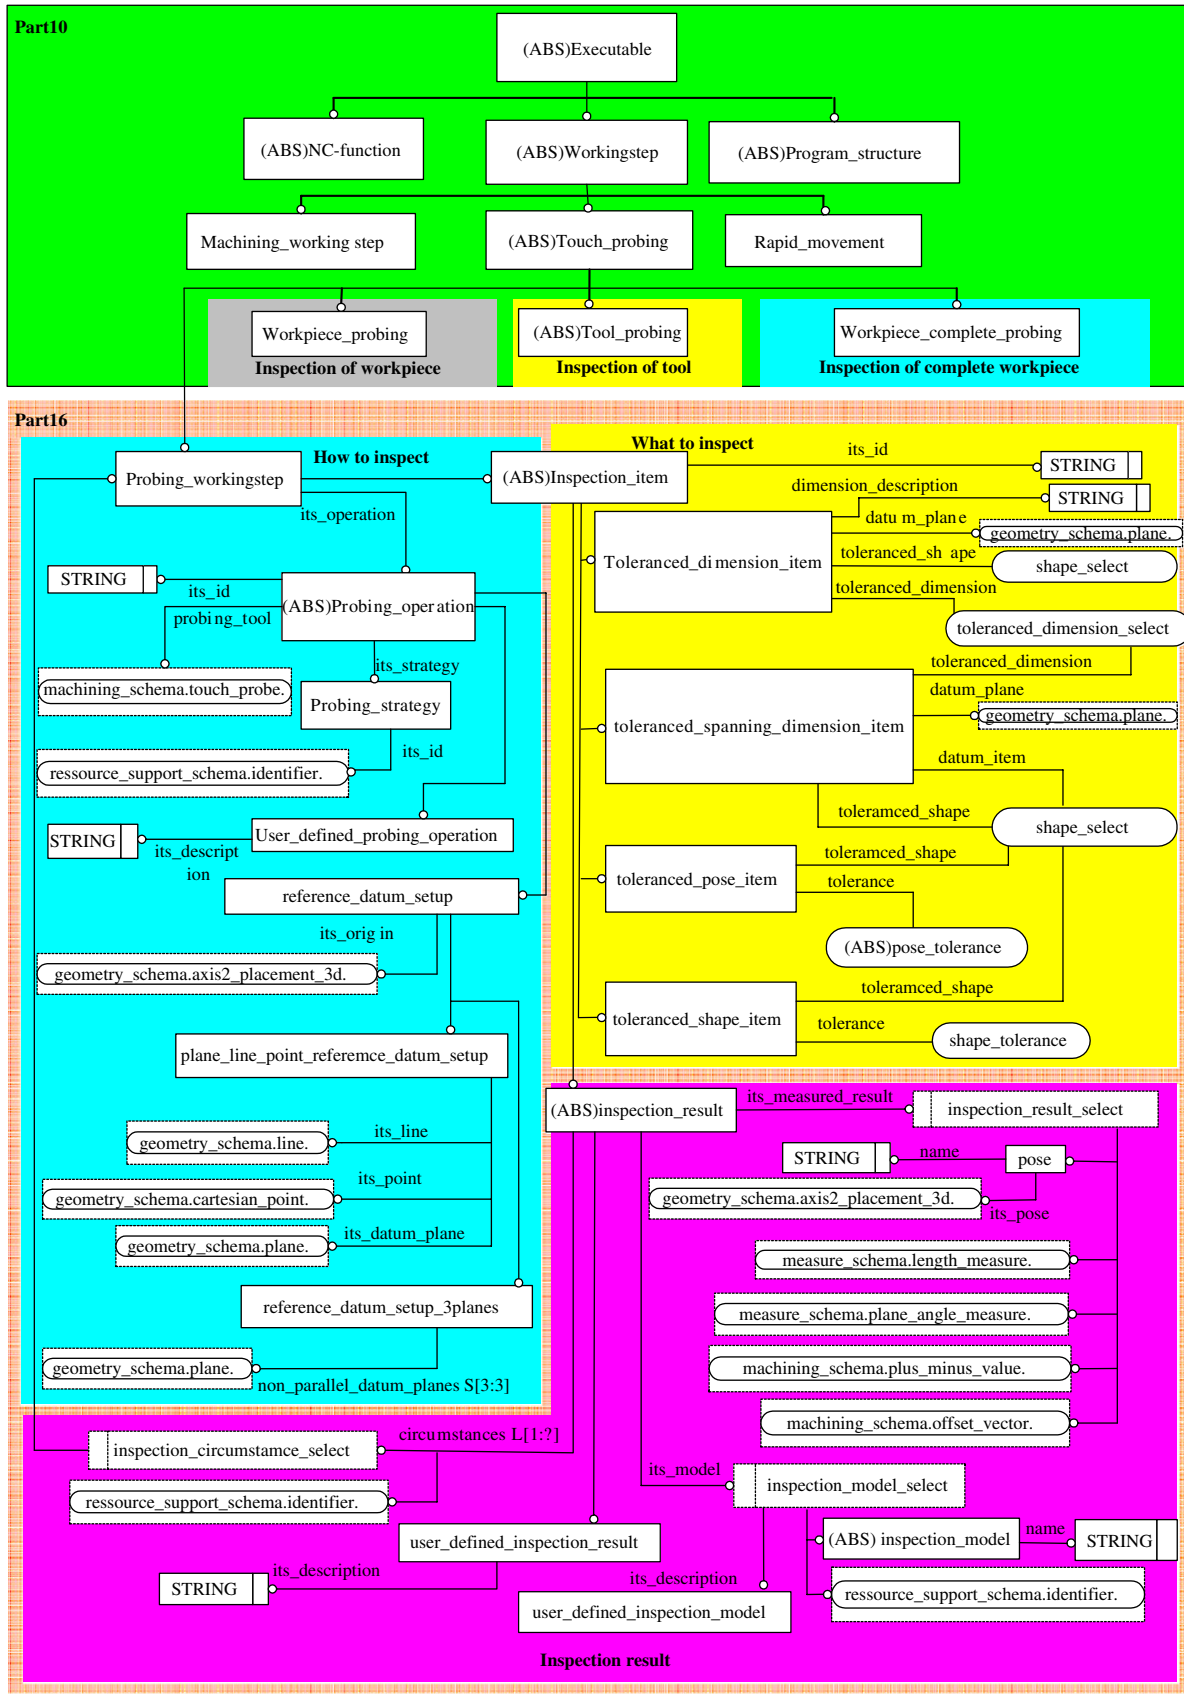 Part10
(ABS)Executable
(ABS)NC-function
(ABS)Workingstep
(ABS)Program_structure
Machining_working step
(ABS)Touch_probing
Rapid_movement
Workpiece_probing
(ABS)Tool_probing
Workpiece_complete_probing
Inspection of workpiece
Inspection of tool
Inspection of complete workpiece
Part16
How to inspect
Probing_workingstep
its_operation
STRING
its_id
(ABS)Probing_operation
probing_tool
its_strategy
machining_schema.touch_probe.
Probing_strategy
its_id
ressource_support_schema.identifier.
User_defined_probing_operation
STRING
its_descript
ion
reference_datum_setup
its_orig in
geometry_schema.axis2_placement_3d.
plane_line_point_referemce_datum_setup
its_line
geometry_schema.line.
its_point
geometry_schema.cartesian_point.
its_datum_plane
geometry_schema.plane.
reference_datum_setup_3planes
geometry_schema.plane.
non_parallel_datum_planes S[3:3]
What to inspect
(ABS)Inspection_item
its_id
STRING
dimension_description
STRING
datu m_plane
geometry_schema.plane.
Toleranced_di mension_item
toleranced_sh ape
shape_select
toleranced_dimension
toleranced_dimension_select
toleranced_dimension
datum_plane
geometry_schema.plane.
toleranced_spanning_dimension_item
datum_item
toleramced_shape
shape_select
toleramced_shape
toleranced_pose_item
tolerance
(ABS)pose_tolerance
toleramced_shape
toleranced_shape_item
tolerance
shape_tolerance
(ABS)inspection_result
its_measured_result
inspection_result_select
STRING
name
pose
geometry_schema.axis2_placement_3d.
its_pose
measure_schema.length_measure.
measure_schema.plane_angle_measure.
machining_schema.plus_minus_value.
machining_schema.offset_vector.
circumstances L[1:?]
inspection_circumstamce_select
ressource_support_schema.identifier.
its_model
inspection_model_select
(ABS) inspection_model
name
STRING
ressource_support_schema.identifier.
user_defined_inspection_result
its_description
STRING
its_description
user_defined_inspection_model
Inspection result